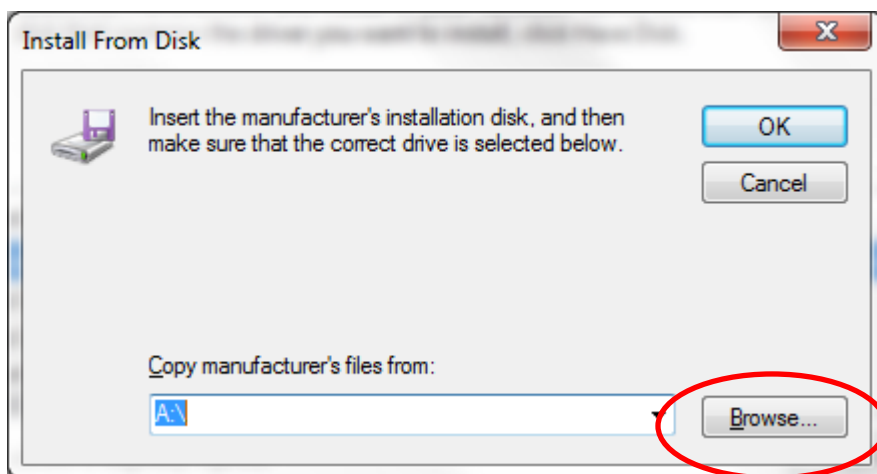 Install From Disk
Insert the manufacturer's installation disk, and then
make sure that the correct drive is selected below.
OK
Cancel
Copy manufacturer's files from:
A:\
Browse...